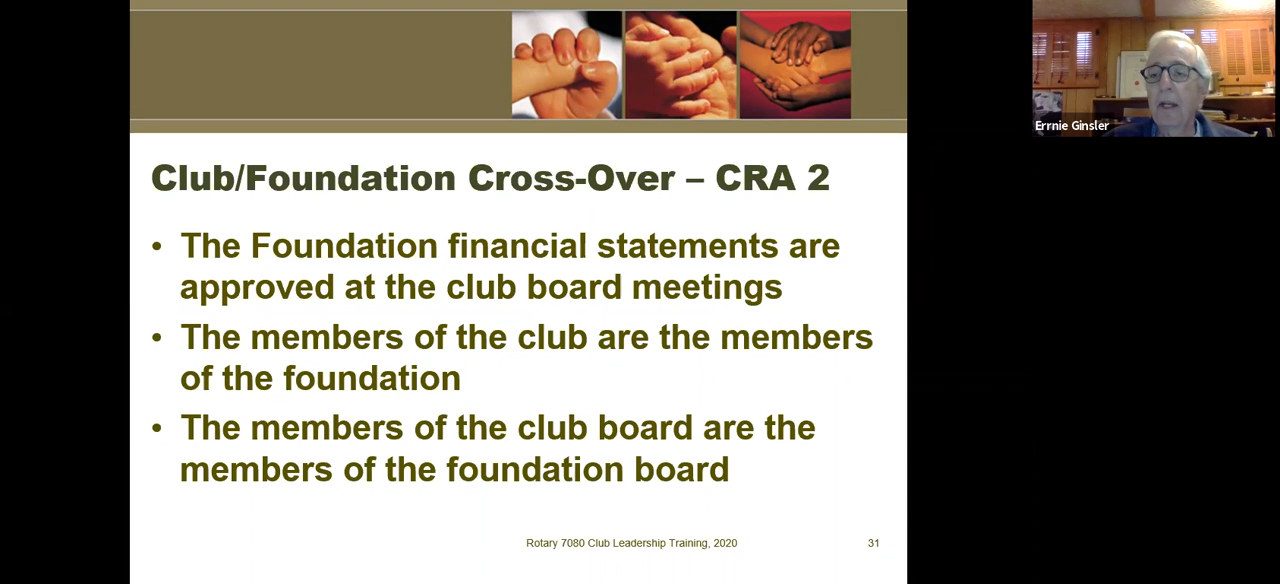 Errnie Ginsler
Club/Foundation Cross-Over – CRA 2
• The Foundation financial statements are
approved at the club board meetings
• The members of the club are the members
of the foundation
• The members of the club board are the
members of the foundation board
Rotary 7080 Club Leadership Training, 2020
31